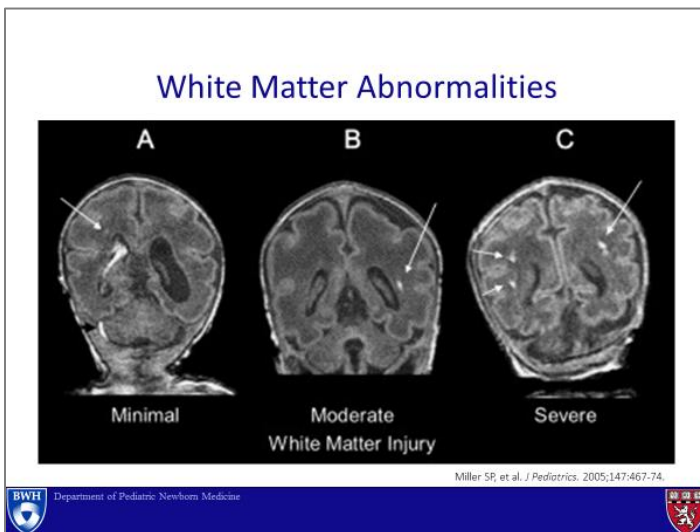 White Matter Abnormalities
A B C
Minimal Moderate Severe
White Matter Injury
Miller SP, et al. J Pediatrics. 2005;147:467-74.
BWH Department of Pediatric Newborn Medicine